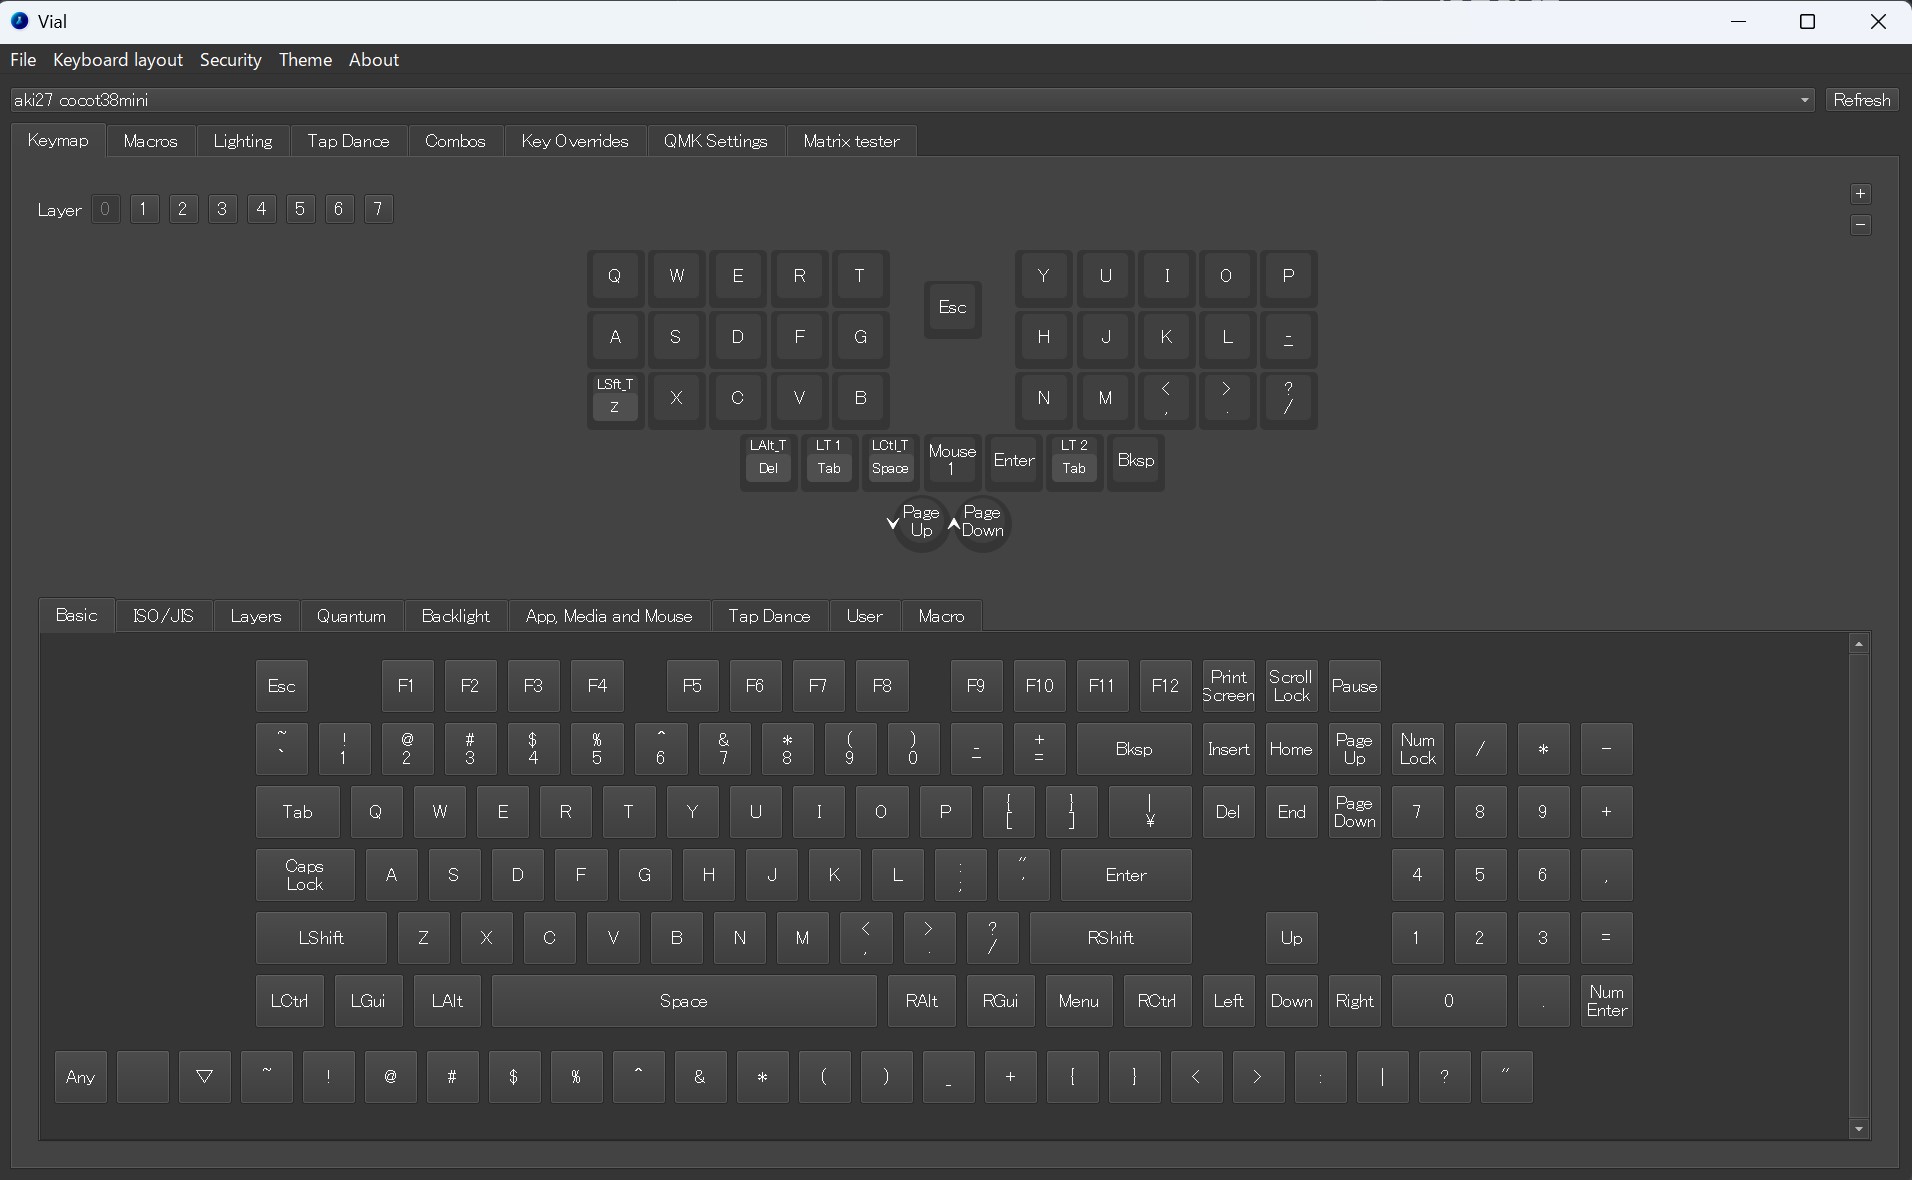 Vial
File Keyboard layout Security Theme About
aki27 cocot38mini Refresh
Keymap Macros Lighting Tap Dance Combos Key Overrides QMK Settings Matrix tester
+
Layer 0 1 2 3 4 5 6 7
−
Q W E R T Y U I O P
Esc
A S D F G H J K L -
LSft_T Z X C V B N M < , > . ? /
LAlt_T Del LT 1 Tab LCtl_T Space Mouse 1 Enter LT 2 Tab Bksp
Page Up Page Down
Basic ISO/JIS Layers Quantum Backlight App, Media and Mouse Tap Dance User Macro
Esc F1 F2 F3 F4 F5 F6 F7 F8 F9 F10 F11 F12 Print Screen Scroll Lock Pause
~ ` ! 1 @ 2 # 3 $ 4 % 5 ^ 6 & 7 * 8 ( 9 ) 0 _ - + = Bksp Insert Home Page Up Num Lock / * −
Tab Q W E R T Y U I O P { [ } ] | ¥ Del End Page Down 7 8 9 +
Caps Lock A S D F G H J K L : ; " ' Enter 4 5 6 ,
LShift Z X C V B N M < , > . ? / RShift Up 1 2 3 =
LCtrl LGui LAlt Space RAlt RGui Menu RCtrl Left Down Right 0 . Num Enter
Any ▽ ~ ! @ # $ % ^ & * ( ) _ + { } < > : | ? "